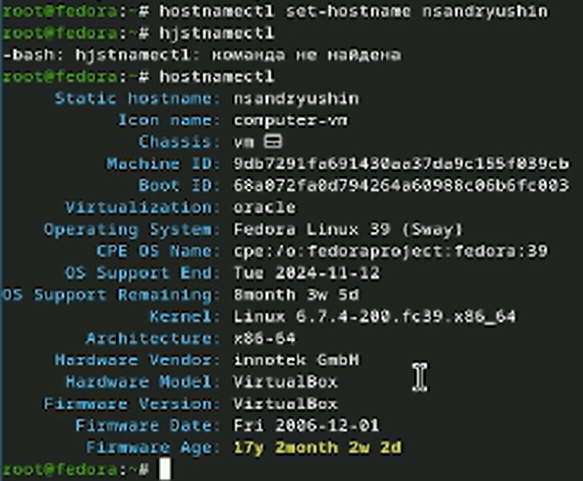 root@fedora:~# hostnamectl set-hostname nsandryushin
root@fedora:~# hjstnamectl
-bash: hjstnamectl: команда не найдена
root@fedora:~# hostnamectl
Static hostname: nsandryushin
Icon name: computer-vm
Chassis: vm
Machine ID: 9db7291fa691430aa37da9c155f039cb
Boot ID: 68a072fa0d794264a60988c06b6fc003
Virtualization: oracle
Operating System: Fedora Linux 39 (Sway)
CPE OS Name: cpe:/o:fedoraproject:fedora:39
OS Support End: Tue 2024-11-12
OS Support Remaining: 8month 3w 5d
Kernel: Linux 6.7.4-200.fc39.x86_64
Architecture: x86-64
Hardware Vendor: innotek GmbH
Hardware Model: VirtualBox
Firmware Version: VirtualBox
Firmware Date: Fri 2006-12-01
Firmware Age: 17y 2month 2w 2d
root@fedora:~#